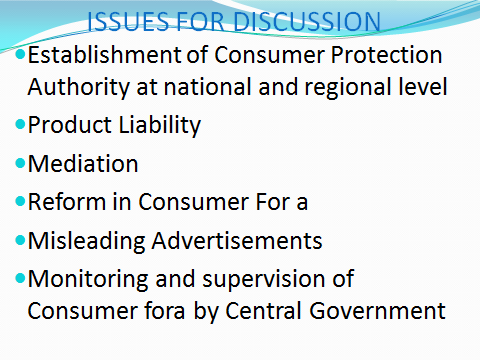 ISSUES FOR DISCUSSION
•Establishment of Consumer Protection
Authority at national and regional level
•Product Liability
•Mediation
•Reform in Consumer For a
•Misleading Advertisements
•Monitoring and supervision of
Consumer fora by Central Government